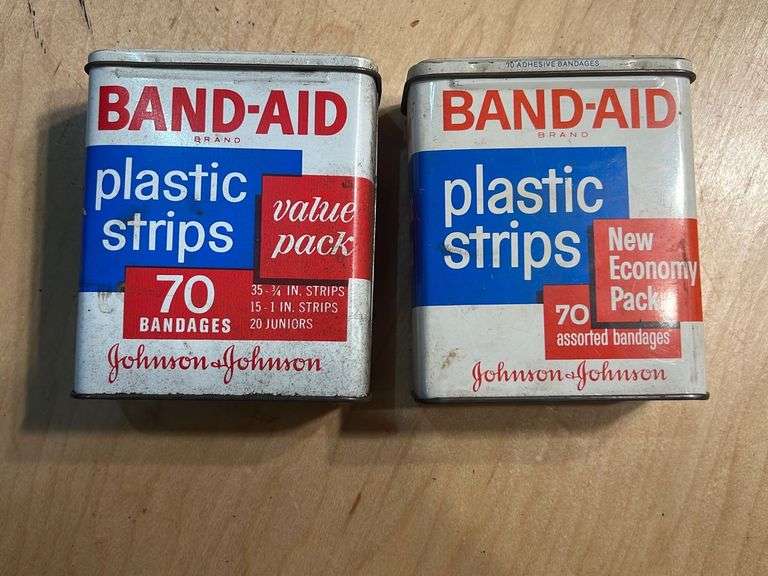 BAND-AID
BRAND
plastic
strips
value
pack
70
BANDAGES
35 - ¾ IN. STRIPS
15 - 1 IN. STRIPS
20 JUNIORS
Johnson & Johnson
70 ADHESIVE BANDAGES
BAND-AID
BRAND
plastic
strips
New
Economy
Pack
70
assorted bandages
Johnson & Johnson